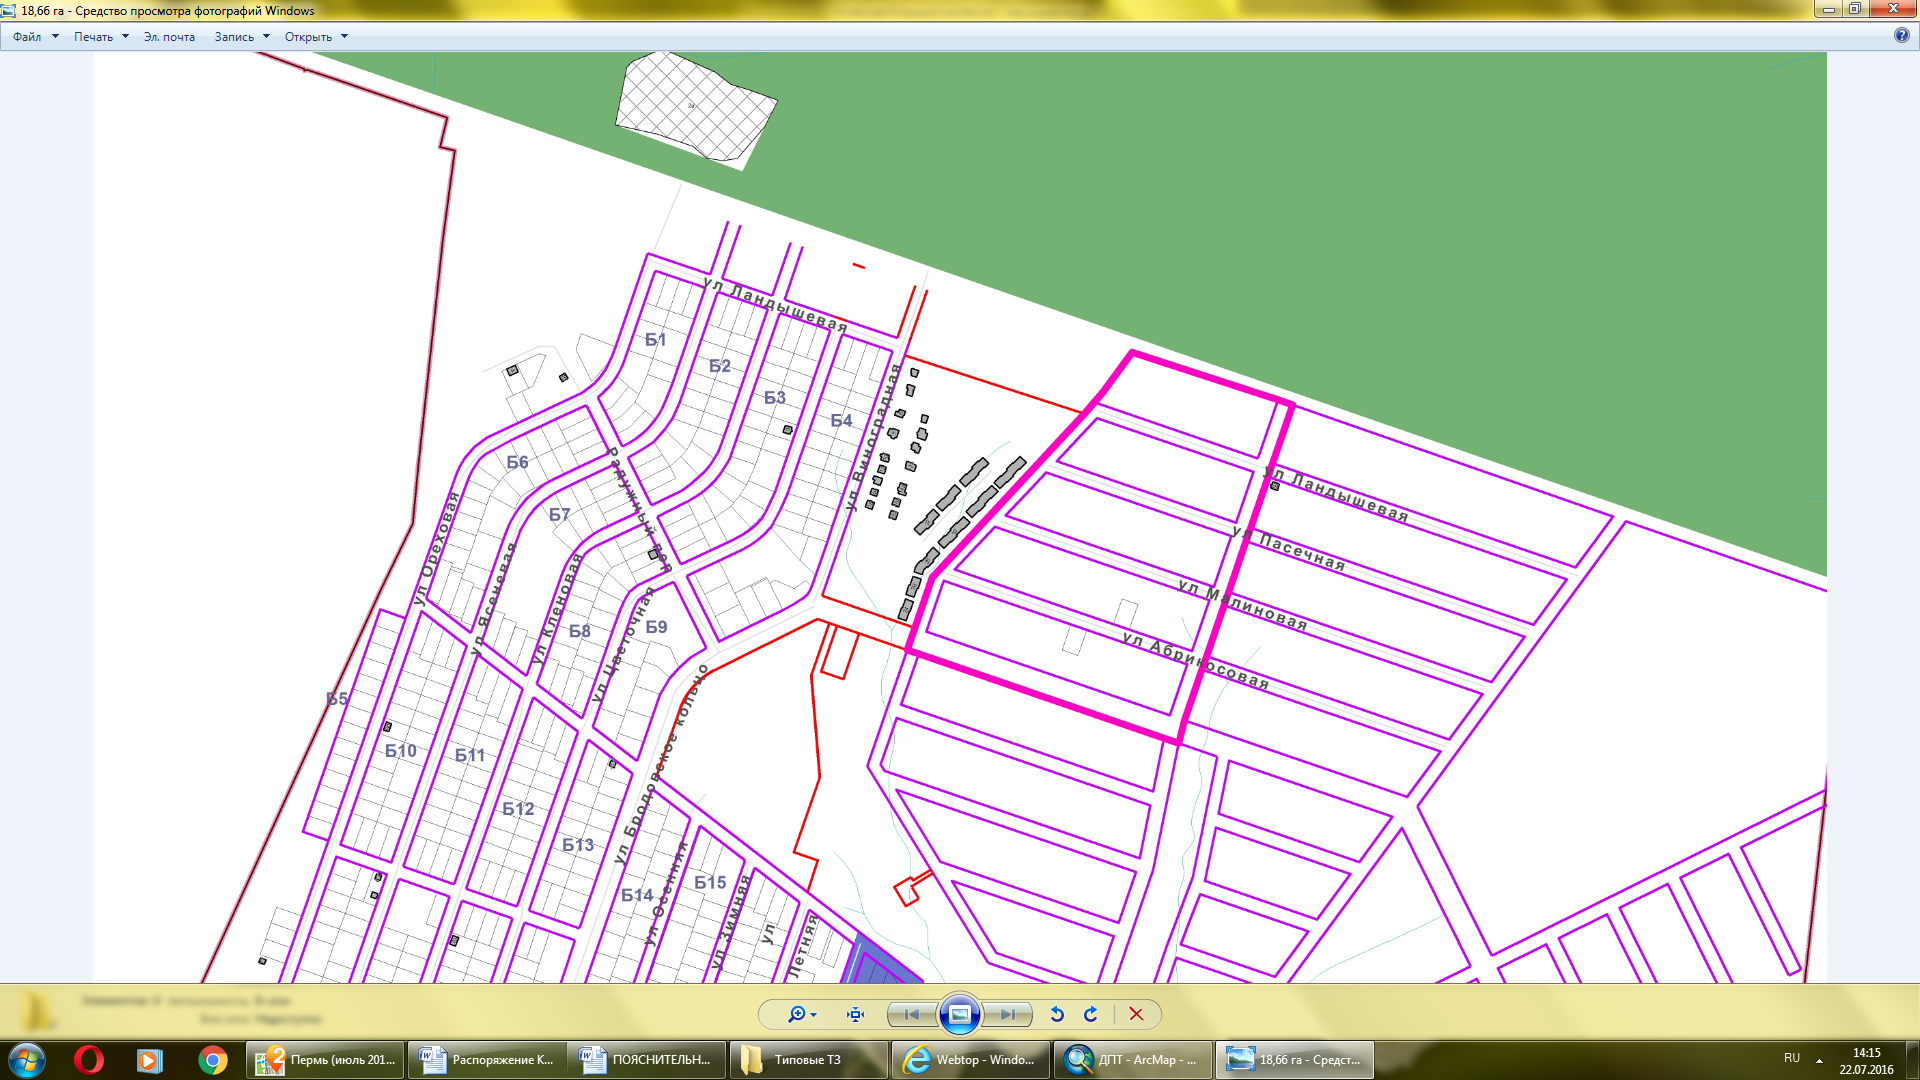 18,66 га - Средство просмотра фотографий Windows
Файл Печать Эл. почта Запись Открыть
2а
ул Ландышевая
Б1
Б2
Б3
Б4
ул Виноградная
Б6
Радужный пер
Б7
ул Ореховая
ул Ясеневая
ул Кленовая
Б8
ул Цветочная
Б9
Б5
Б10
Б11
Б12
Б13
ул Бродовское кольцо
Б14
ул Осенняя
Б15
ул Зимняя
ул Летняя
ул Ландышевая
ул Пасечная
ул Малиновая
ул Абрикосовая
Пермь (июль 201...
Распоряжение К...
ПОЯСНИТЕЛЬН...
Типовые ТЗ
Webtop - Windo...
ДПТ - ArcMap - ...
18,66 га - Средст...
RU
14:15
22.07.2016